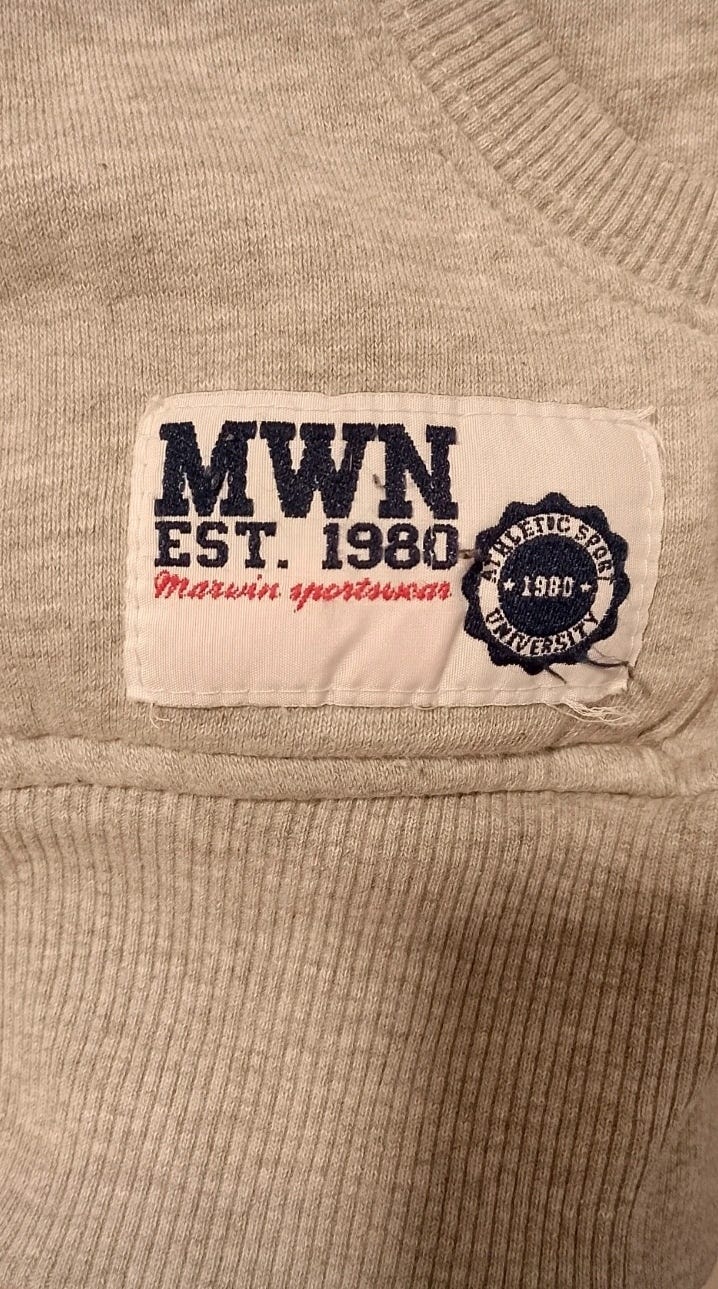 MWN
EST. 1980
Marwin sportswear
ATHLETIC SPORT
★ 1980 ★
UNIVERSITY